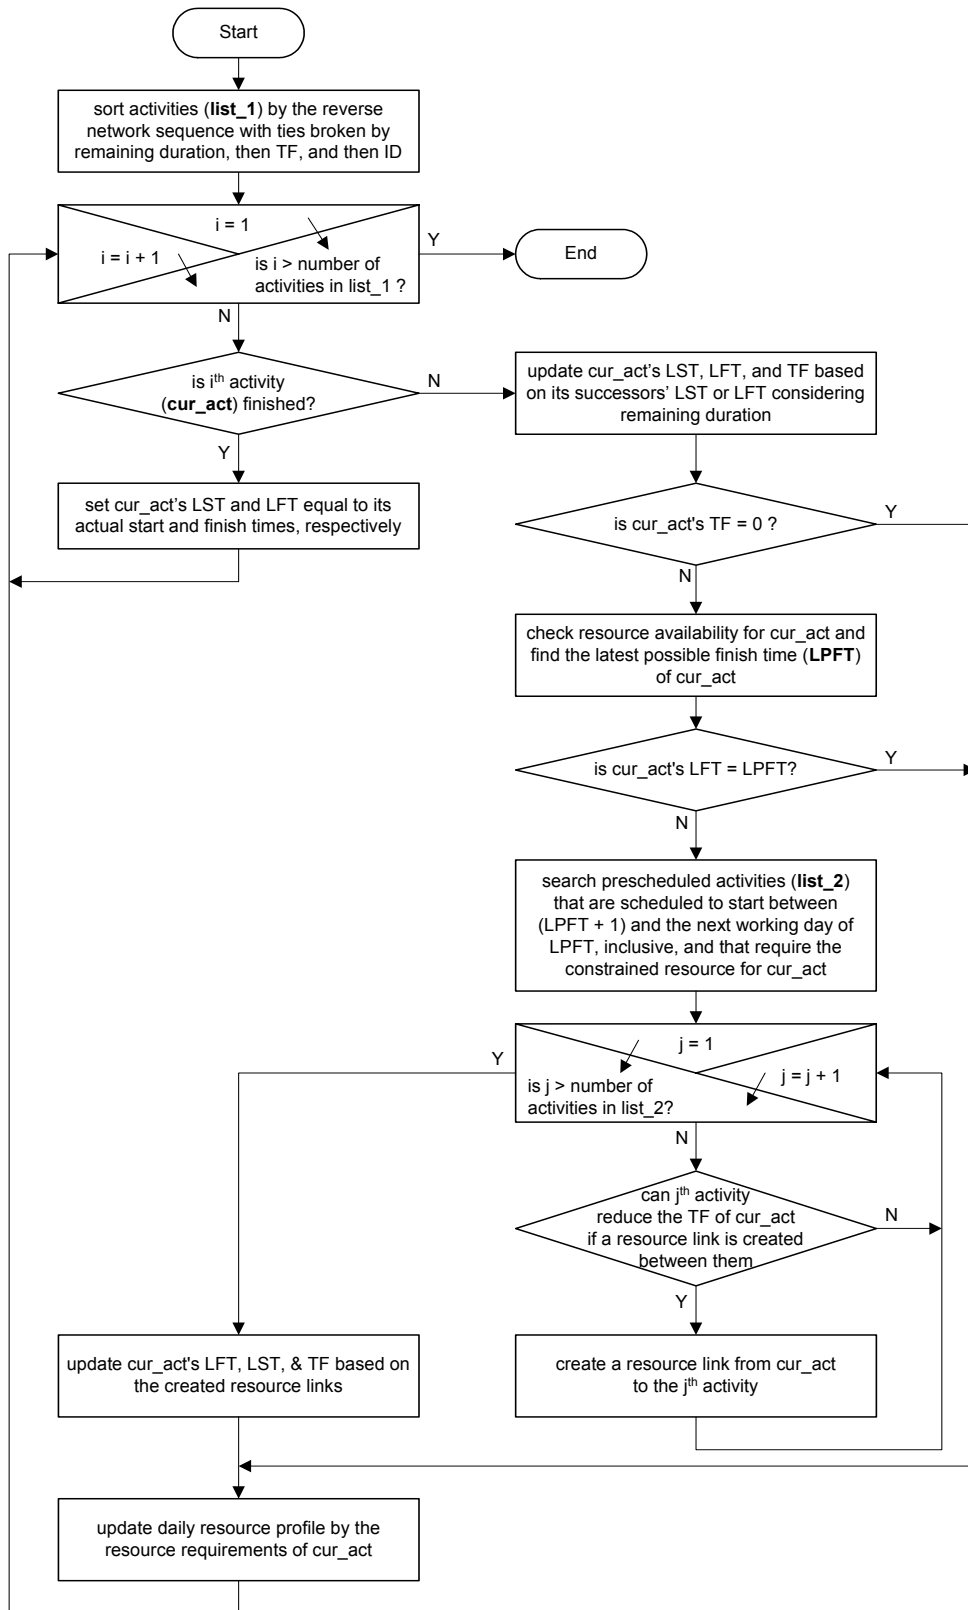 Start
sort activities (list_1) by the reverse
network sequence with ties broken by
remaining duration, then TF, and then ID
i = 1
i = i + 1
is i > number of
activities in list_1 ?
Y
End
N
is ith activity
(cur_act) finished?
N
Y
set cur_act's LST and LFT equal to its
actual start and finish times, respectively
update cur_act's LST, LFT, and TF based
on its successors' LST or LFT considering
remaining duration
is cur_act's TF = 0 ?
Y
N
check resource availability for cur_act and
find the latest possible finish time (LPFT)
of cur_act
is cur_act's LFT = LPFT?
Y
N
search prescheduled activities (list_2)
that are scheduled to start between
(LPFT + 1) and the next working day of
LPFT, inclusive, and that require the
constrained resource for cur_act
j = 1
j = j + 1
is j > number of
activities in list_2?
Y
N
can jth activity
reduce the TF of cur_act
if a resource link is created
between them
N
Y
create a resource link from cur_act
to the jth activity
update cur_act's LFT, LST, & TF based on
the created resource links
update daily resource profile by the
resource requirements of cur_act